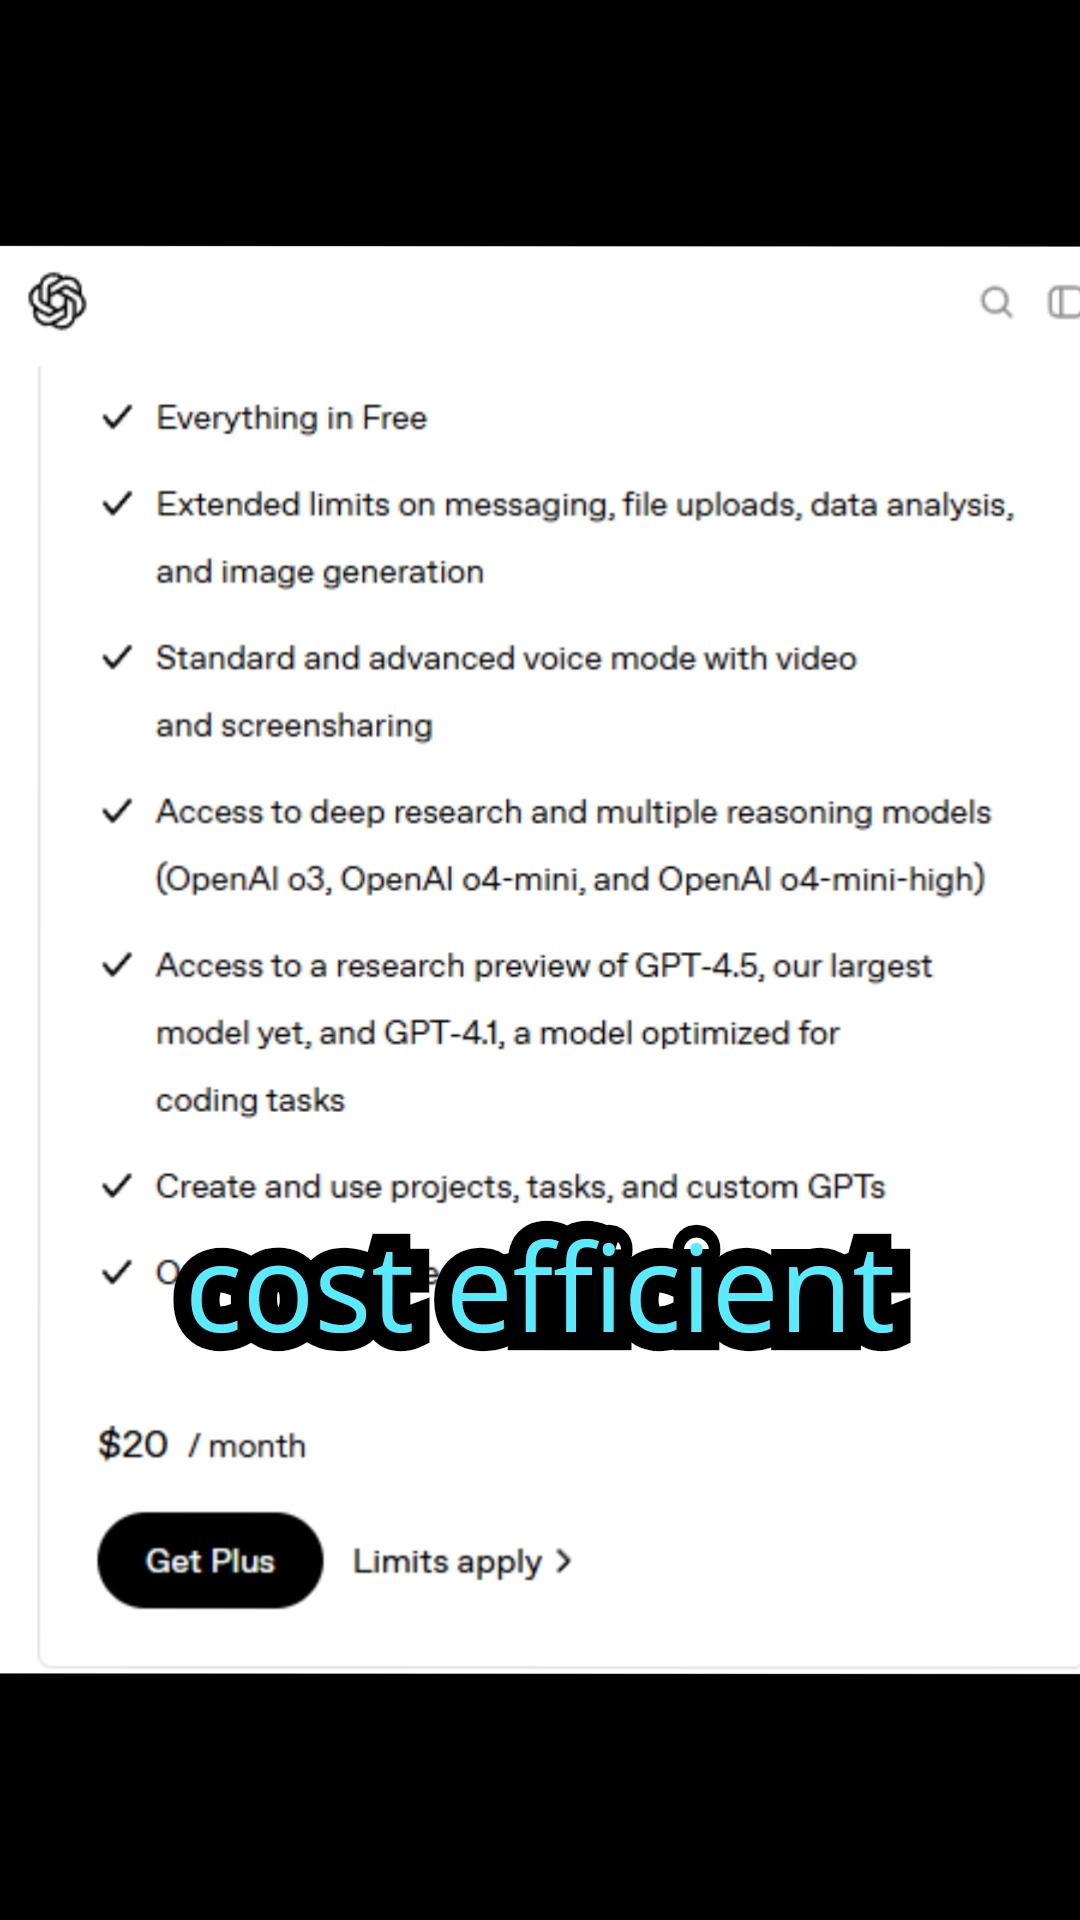 Everything in Free
Extended limits on messaging, file uploads, data analysis,
and image generation
Standard and advanced voice mode with video
and screensharing
Access to deep research and multiple reasoning models
(OpenAI o3, OpenAI o4-mini, and OpenAI o4-mini-high)
Access to a research preview of GPT-4.5, our largest
model yet, and GPT-4.1, a model optimized for
coding tasks
Create and use projects, tasks, and custom GPTs
cost efficient
$20 / month
Get Plus
Limits apply >